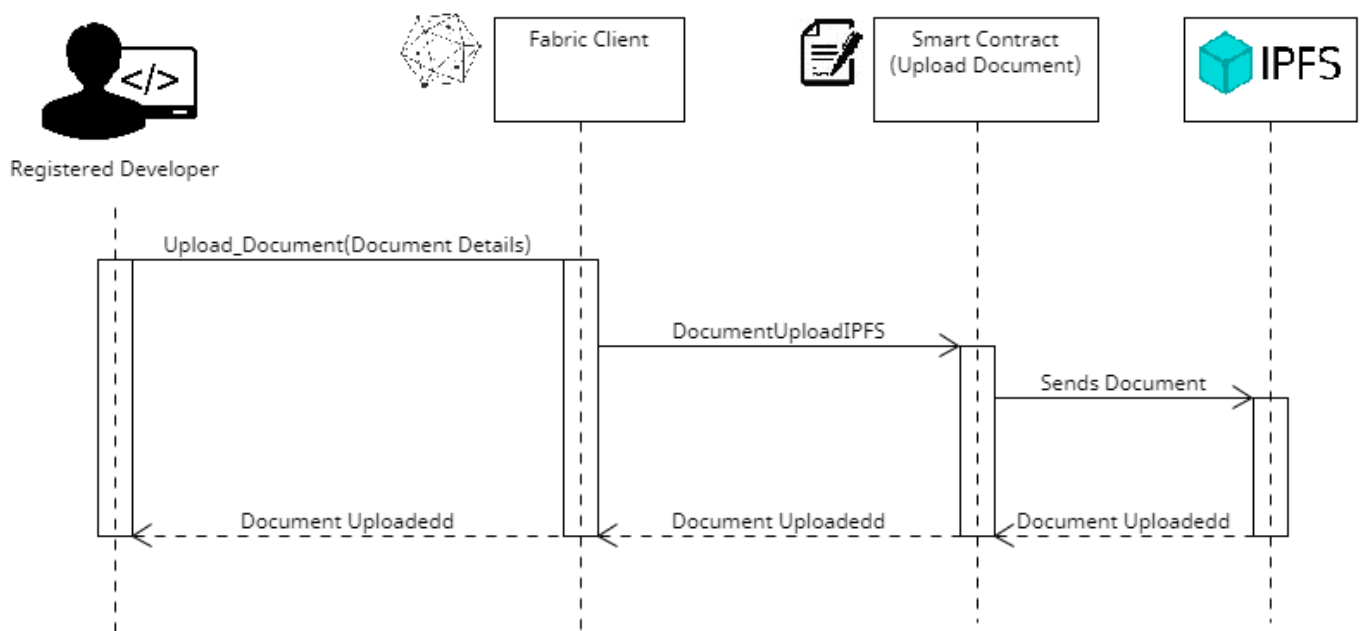 Fabric Client
Smart Contract
(Upload Document)
IPFS
</>
Registered Developer
Upload_Document(Document Details)
DocumentUploadIPFS
Sends Document
Document Uploadedd
Document Uploadedd
Document Uploadedd